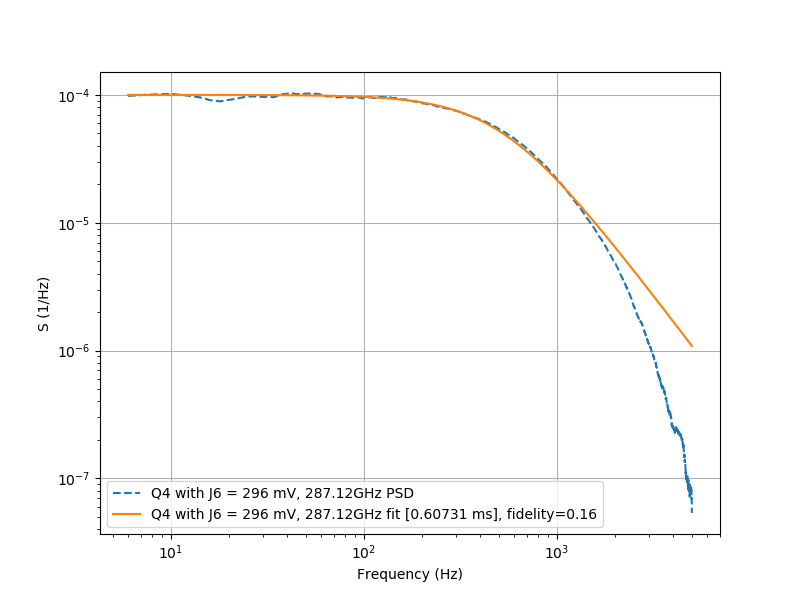 10⁻⁴
10⁻⁵
10⁻⁶
10⁻⁷
S (1/Hz)
Q4 with J6 = 296 mV, 287.12GHz PSD
Q4 with J6 = 296 mV, 287.12GHz fit [0.60731 ms], fidelity=0.16
10¹ 10² 10³
Frequency (Hz)